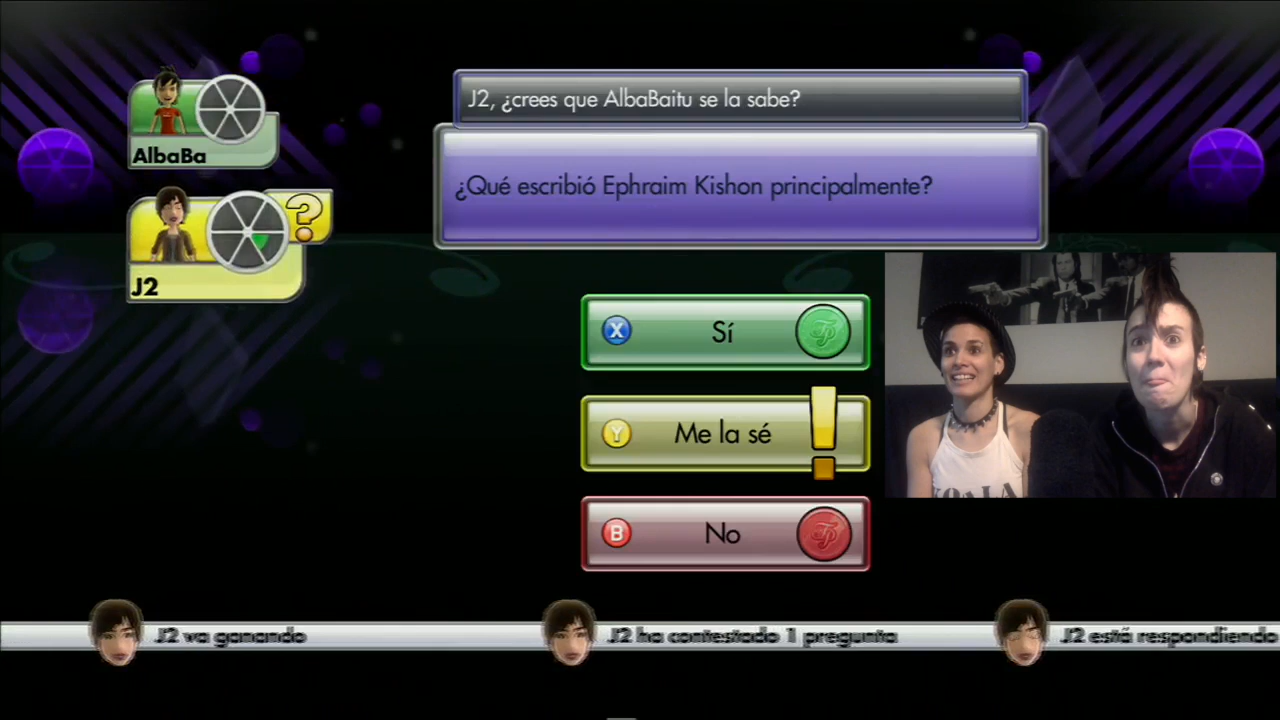 J2, ¿crees que AlbaBaitu se la sabe?
¿Qué escribió Ephraim Kishon principalmente?
AlbaBa
J2
X Sí
Y Me la sé
B No
J2 va ganando
J2 ha contestado 1 pregunta
J2 está respondiendo